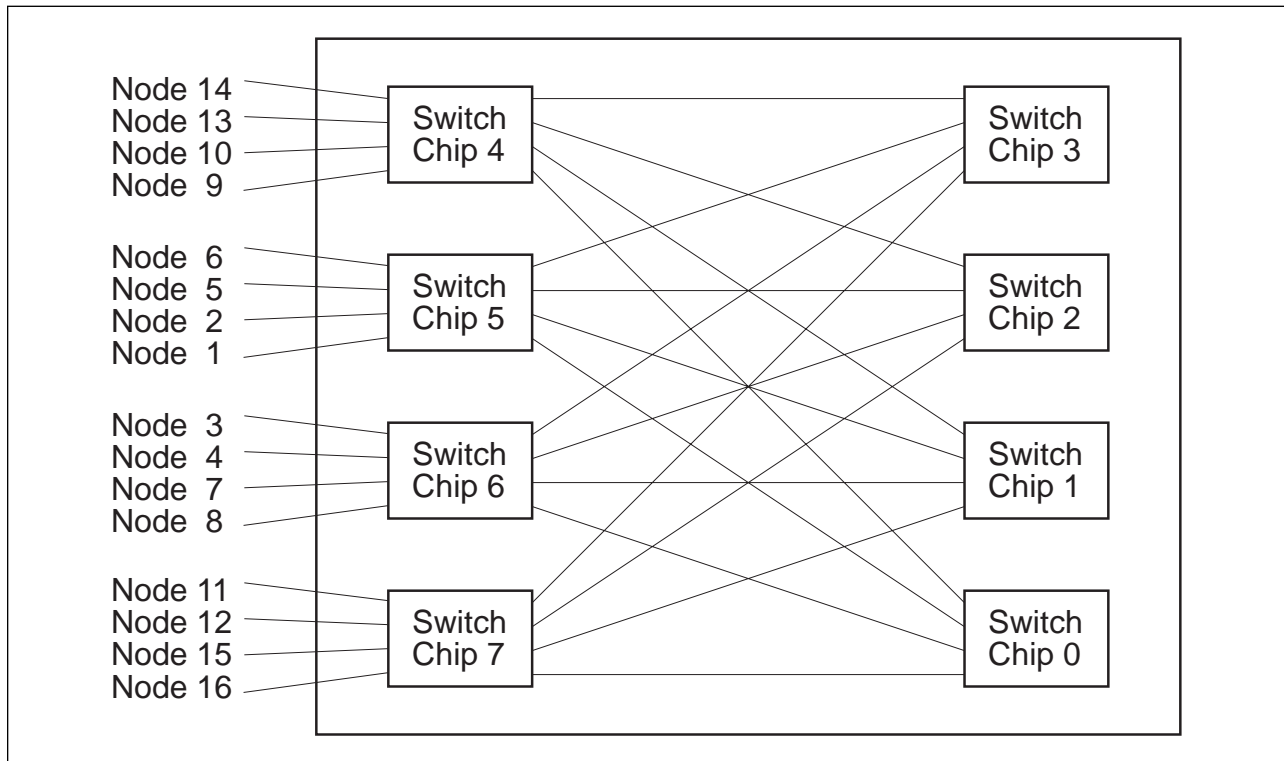 Node 14
Node 13
Node 10
Node 9
Switch
Chip 4
Switch
Chip 3
Node 6
Node 5
Node 2
Node 1
Switch
Chip 5
Switch
Chip 2
Node 3
Node 4
Node 7
Node 8
Switch
Chip 6
Switch
Chip 1
Node 11
Node 12
Node 15
Node 16
Switch
Chip 7
Switch
Chip 0